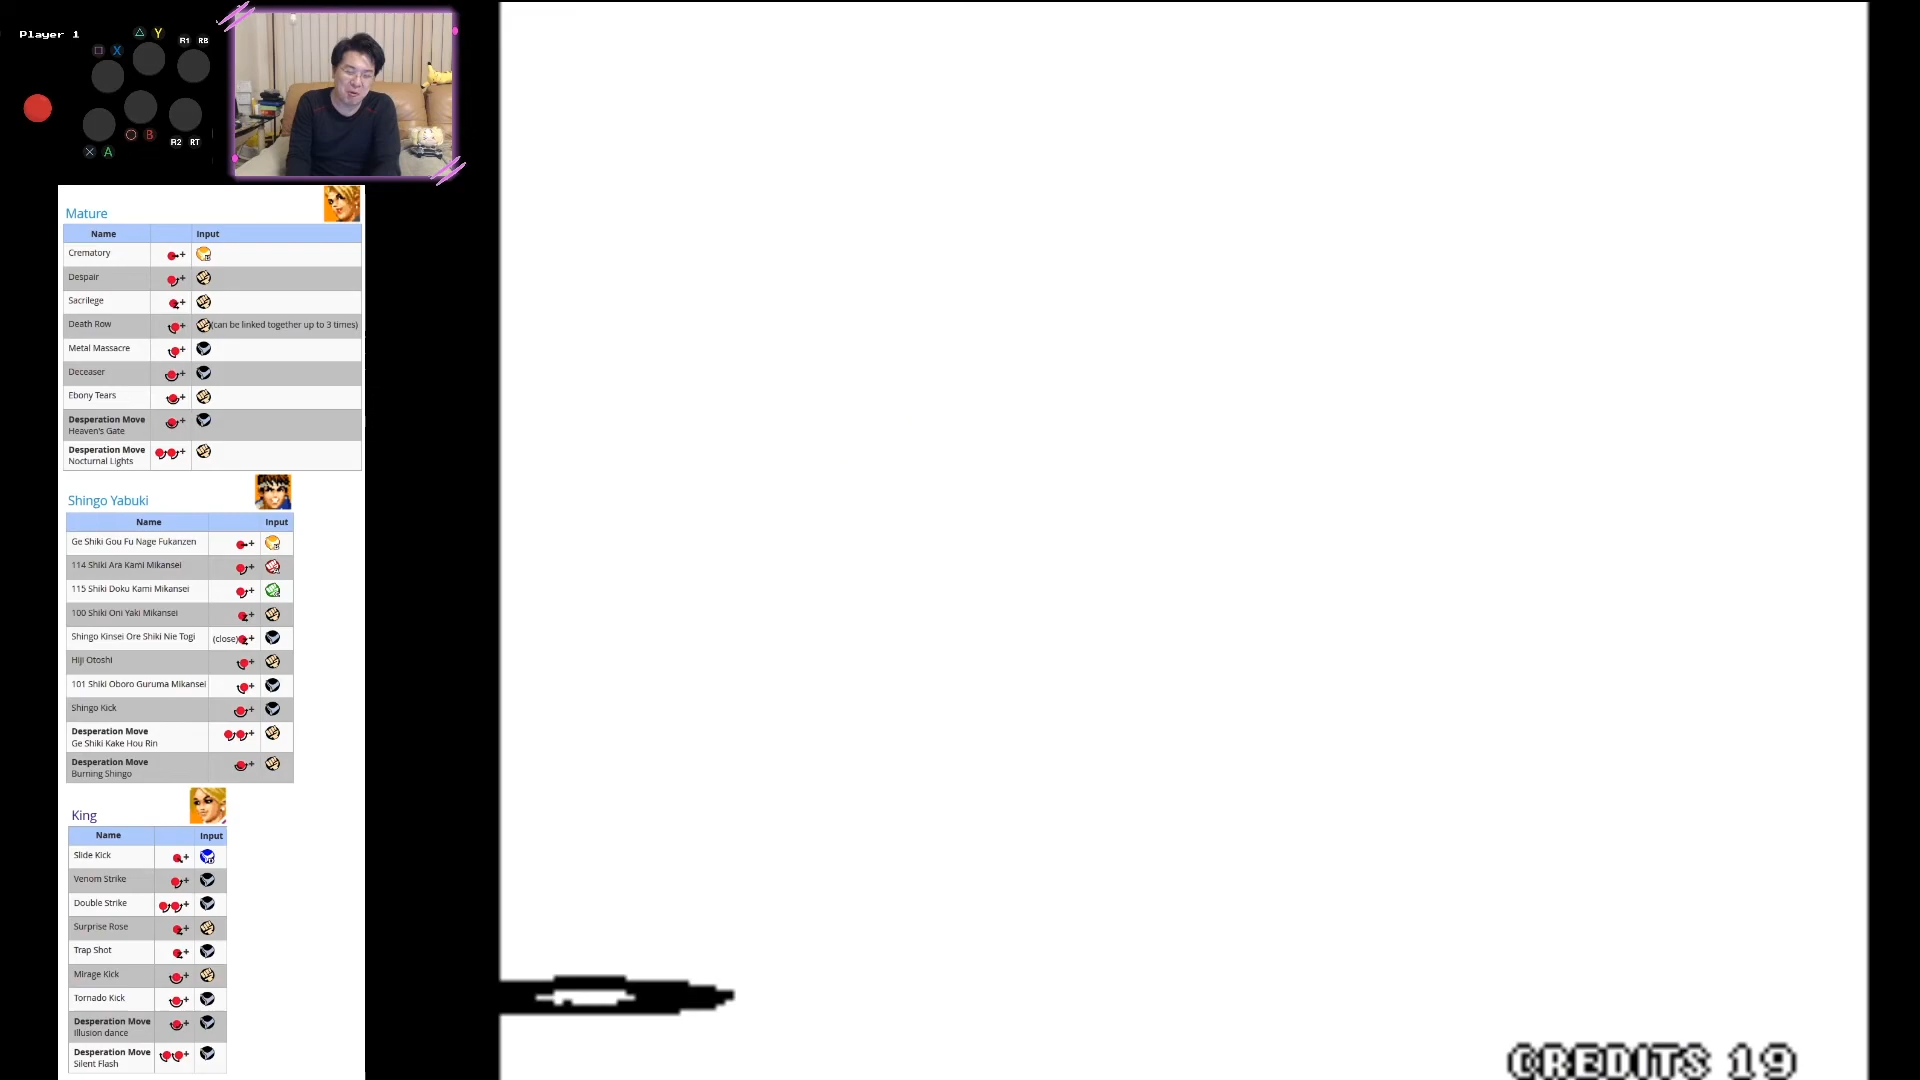 Player 1
△ Y
R1 RB
□ X
○ B
R2 RT
X A
Mature
Name Input
Crematory +
Despair +
Sacrilege +
Death Row + (can be linked together up to 3 times)
Metal Massacre +
Deceaser +
Ebony Tears +
Desperation Move
Heaven's Gate +
Desperation Move
Nocturnal Lights +
Shingo Yabuki
Name Input
Ge Shiki Gou Fu Nage Fukanzen +
114 Shiki Ara Kami Mikansei +
115 Shiki Doku Kami Mikansei +
100 Shiki Oni Yaki Mikansei +
Shingo Kinsei Ore Shiki Nie Togi (close) +
Hiji Otoshi +
101 Shiki Oboro Guruma Mikansei +
Shingo Kick +
Desperation Move
Ge Shiki Kake Hou Rin +
Desperation Move
Burning Shingo +
King
Name Input
Slide Kick +
Venom Strike +
Double Strike +
Surprise Rose +
Trap Shot +
Mirage Kick +
Tornado Kick +
Desperation Move
Illusion dance +
Desperation Move
Silent Flash +
CREDITS 19